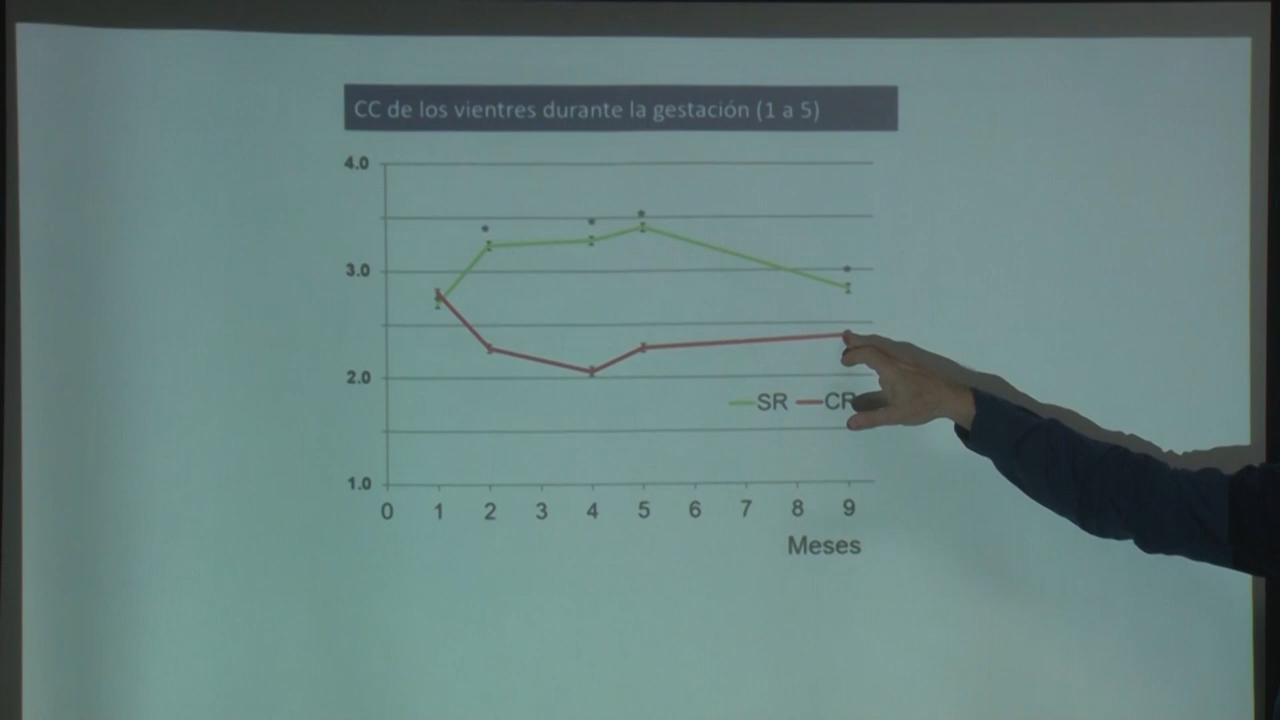 CC de los vientres durante la gestación (1 a 5)
4.0
3.0
2.0
1.0
* * * *
SR CR
0 1 2 3 4 5 6 7 8 9
Meses